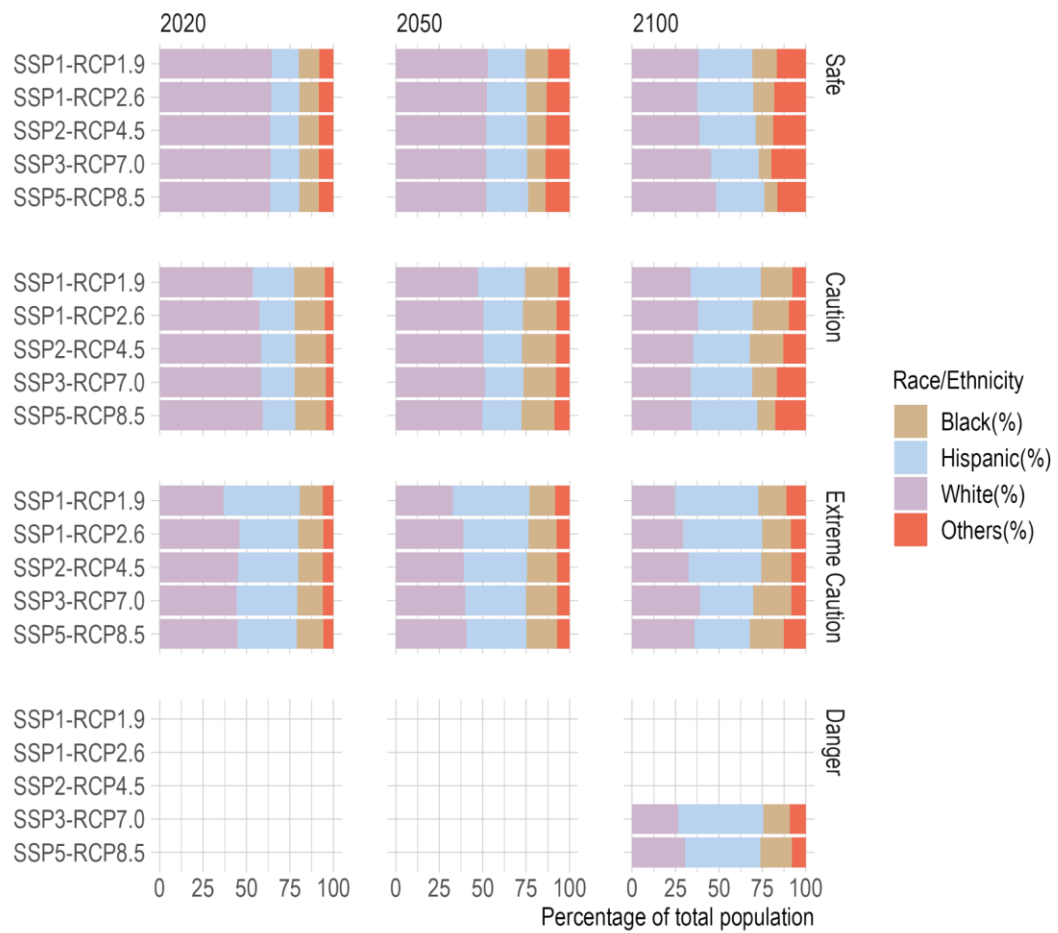 2020 2050 2100
SSP1-RCP1.9
SSP1-RCP2.6
SSP2-RCP4.5
SSP3-RCP7.0
SSP5-RCP8.5
Safe
SSP1-RCP1.9
SSP1-RCP2.6
SSP2-RCP4.5
SSP3-RCP7.0
SSP5-RCP8.5
Caution
SSP1-RCP1.9
SSP1-RCP2.6
SSP2-RCP4.5
SSP3-RCP7.0
SSP5-RCP8.5
Extreme Caution
SSP1-RCP1.9
SSP1-RCP2.6
SSP2-RCP4.5
SSP3-RCP7.0
SSP5-RCP8.5
Danger
0 25 50 75 100 0 25 50 75 100 0 25 50 75 100
Percentage of total population
Race/Ethnicity
Black(%)
Hispanic(%)
White(%)
Others(%)